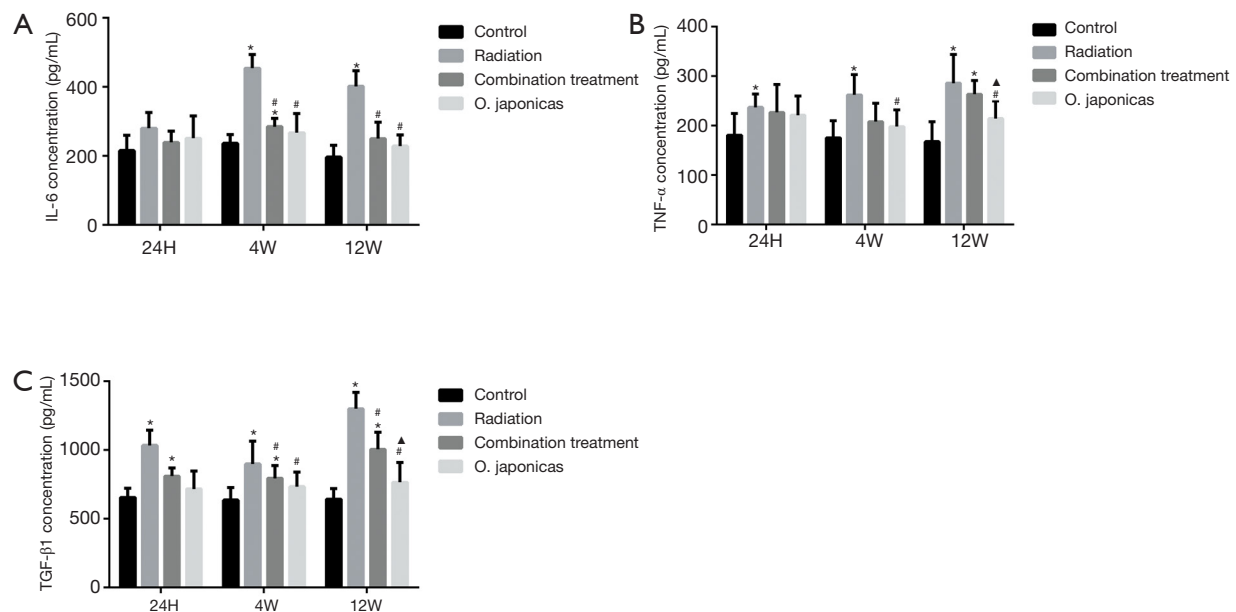 A
IL-6 concentration (pg/mL)
600
400
200
0
*
*
#
*
#
#
#
24H
4W
12W
Control
Radiation
Combination treatment
O. japonicas
B
TNF-α concentration (pg/mL)
400
300
200
100
0
*
*
#
*
*
▲
#
24H
4W
12W
Control
Radiation
Combination treatment
O. japonicas
C
TGF-β1 concentration (pg/mL)
1500
1000
500
0
*
*
*
#
*
#
*
#
*
▲
#
24H
4W
12W
Control
Radiation
Combination treatment
O. japonicas